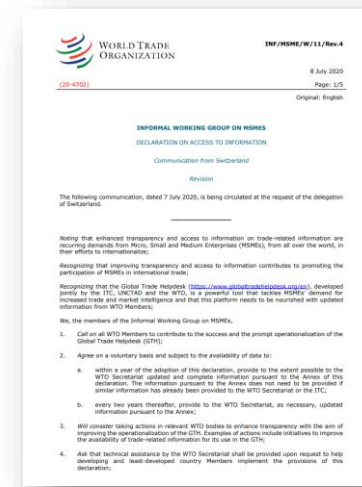 WORLD TRADE
ORGANIZATION
INF/MSME/W/11/Rev.4
8 July 2020
(20-4702)
Page: 1/5
Original: English
INFORMAL WORKING GROUP ON MSMES
DECLARATION ON ACCESS TO INFORMATION
Communication from Switzerland
Revision
The following communication, dated 7 July 2020, is being circulated at the request of the delegation
of Switzerland.
Noting that enhanced transparency and access to information on trade-related information are
recurring demands from Micro, Small and Medium Enterprises (MSMEs), from all over the world, in
their efforts to internationalize;
Recognizing that improving transparency and access to information contributes to promoting the
participation of MSMEs in international trade;
Recognizing that the Global Trade Helpdesk (https://www.globaltradehelpdesk.org/en), developed
jointly by the ITC, UNCTAD and the WTO, is a powerful tool that tackles MSMEs' demand for
increased trade and market intelligence and that this platform needs to be nourished with updated
information from WTO Members;
We, the members of the Informal Working Group on MSMEs,
1. Call on all WTO Members to contribute to the success and the prompt operationalization of the
Global Trade Helpdesk (GTH);
2. Agree on a voluntary basis and subject to the availability of data to:
a. within a year of the adoption of this declaration, provide to the extent possible to the
WTO Secretariat updated and complete information pursuant to the Annex of this
declaration. The information pursuant to the Annex does not need to be provided if
similar information has already been provided to the WTO Secretariat or the ITC;
b. every two years thereafter, provide to the WTO Secretariat, as necessary, updated
information pursuant to the Annex;
3. Will consider taking actions in relevant WTO bodies to enhance transparency with the aim of
improving the operationalization of the GTH. Examples of actions include initiatives to improve
the availability of trade-related information for its use in the GTH;
4. Ask that technical assistance by the WTO Secretariat shall be provided upon request to help
developing and least-developed country Members implement the provisions of this
declaration;